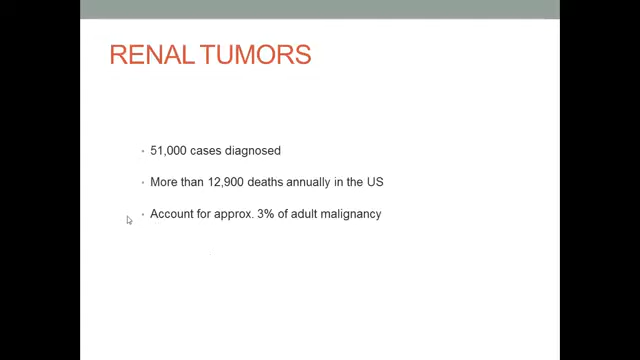 RENAL TUMORS
• 51,000 cases diagnosed
• More than 12,900 deaths annually in the US
• Account for approx. 3% of adult malignancy